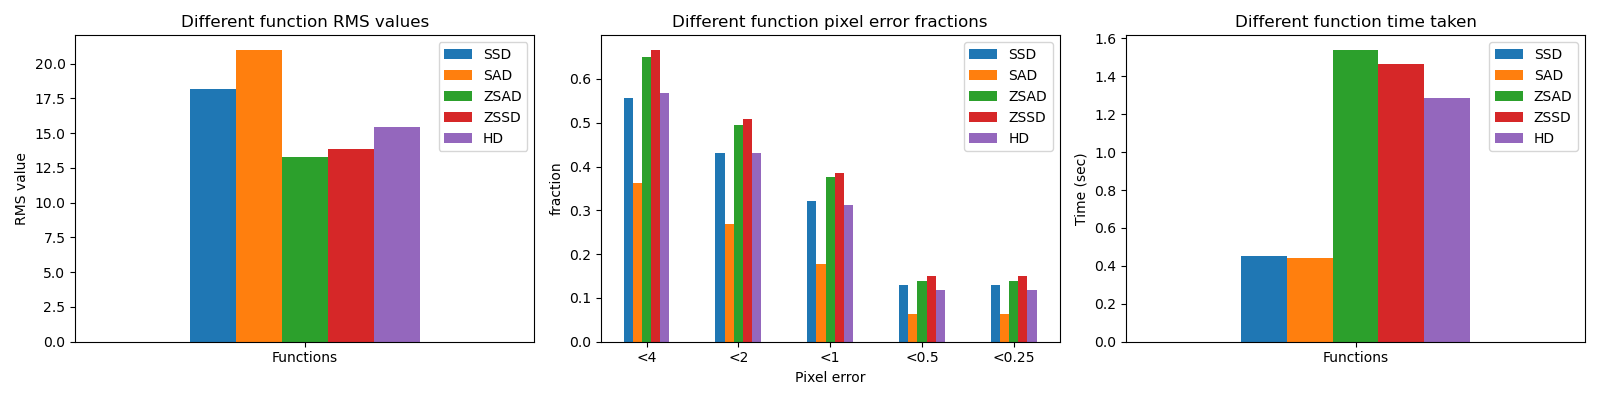 Different function RMS values
RMS value
20.0
17.5
15.0
12.5
10.0
7.5
5.0
2.5
0.0
Functions
SSD
SAD
ZSAD
ZSSD
HD
Different function pixel error fractions
fraction
0.6
0.5
0.4
0.3
0.2
0.1
0.0
<4 <2 <1 <0.5 <0.25
Pixel error
SSD
SAD
ZSAD
ZSSD
HD
Different function time taken
Time (sec)
1.6
1.4
1.2
1.0
0.8
0.6
0.4
0.2
0.0
Functions
SSD
SAD
ZSAD
ZSSD
HD